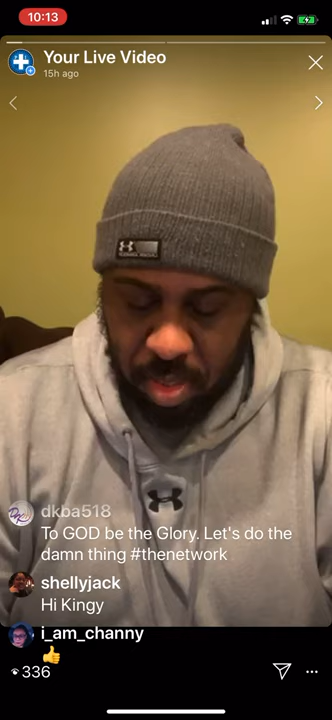 10:13
Your Live Video
15h ago
dkba518
To GOD be the Glory. Let's do the
damn thing #thenetwork
shellyjack
Hi Kingy
i_am_channy
👍
336